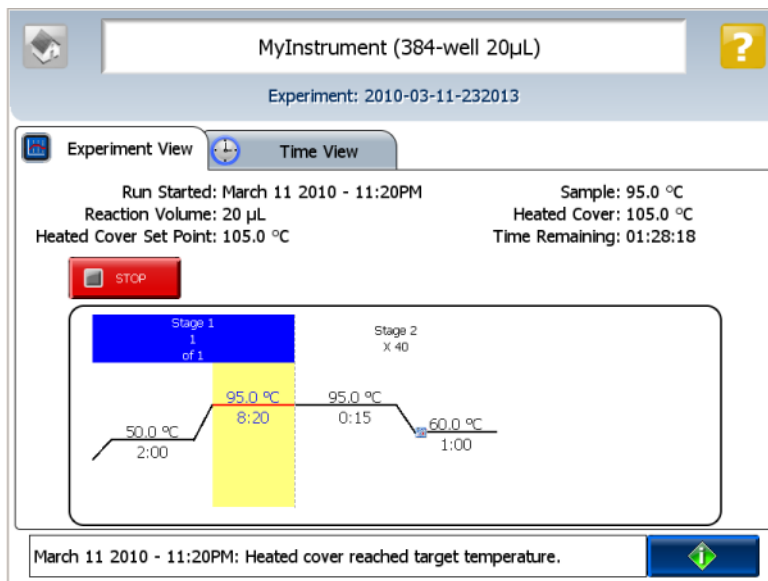 MyInstrument (384-well 20µL)
?
Experiment: 2010-03-11-232013
Experiment View
Time View
Run Started: March 11 2010 - 11:20PM
Sample: 95.0 °C
Reaction Volume: 20 µL
Heated Cover: 105.0 °C
Heated Cover Set Point: 105.0 °C
Time Remaining: 01:28:18
STOP
Stage 1
1
of 1
Stage 2
X 40
50.0 °C
2:00
95.0 °C
8:20
95.0 °C
0:15
60.0 °C
1:00
March 11 2010 - 11:20PM: Heated cover reached target temperature.
i